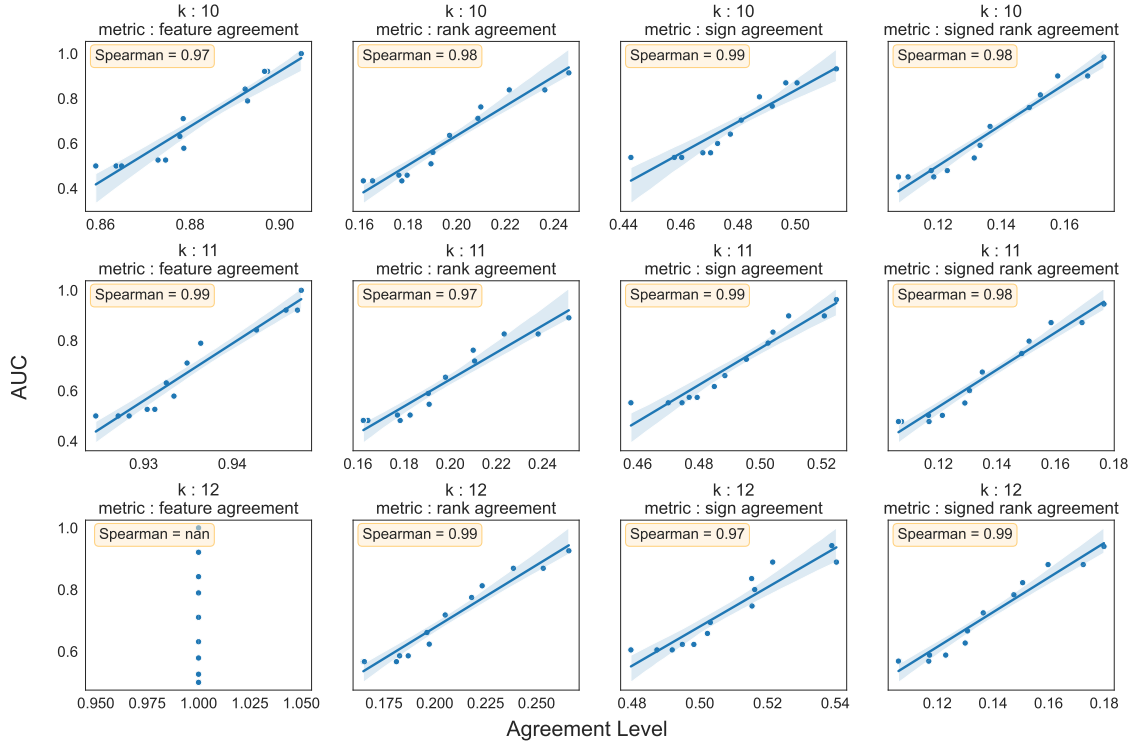 k : 10
metric : feature agreement
k : 10
metric : rank agreement
k : 10
metric : sign agreement
k : 10
metric : signed rank agreement
Spearman = 0.97
Spearman = 0.98
Spearman = 0.99
Spearman = 0.98
1.0
0.8
0.6
0.4
0.86 0.88 0.90
0.16 0.18 0.20 0.22 0.24
0.44 0.46 0.48 0.50
0.12 0.14 0.16
k : 11
metric : feature agreement
k : 11
metric : rank agreement
k : 11
metric : sign agreement
k : 11
metric : signed rank agreement
Spearman = 0.99
Spearman = 0.97
Spearman = 0.99
Spearman = 0.98
AUC
1.0
0.8
0.6
0.4
0.93 0.94
0.16 0.18 0.20 0.22 0.24
0.46 0.48 0.50 0.52
0.12 0.14 0.16 0.18
k : 12
metric : feature agreement
k : 12
metric : rank agreement
k : 12
metric : sign agreement
k : 12
metric : signed rank agreement
Spearman = nan
Spearman = 0.99
Spearman = 0.97
Spearman = 0.99
1.0
0.8
0.6
0.950 0.975 1.000 1.025 1.050
0.175 0.200 0.225 0.250
0.48 0.50 0.52 0.54
0.12 0.14 0.16 0.18
Agreement Level